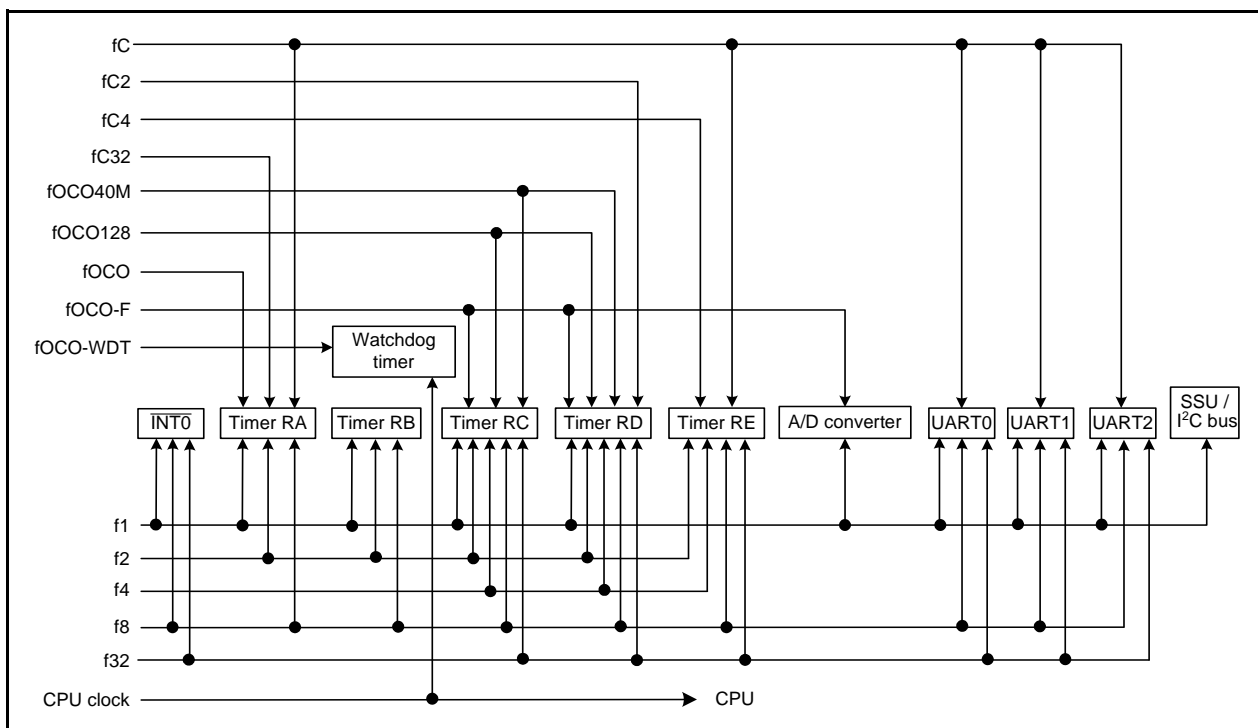 fC
fC2
fC4
fC32
fOCO40M
fOCO128
fOCO
fOCO-F
fOCO-WDT
Watchdog
timer
INT0
Timer RA
Timer RB
Timer RC
Timer RD
Timer RE
A/D converter
UART0
UART1
UART2
SSU /
I²C bus
f1
f2
f4
f8
f32
CPU clock
CPU